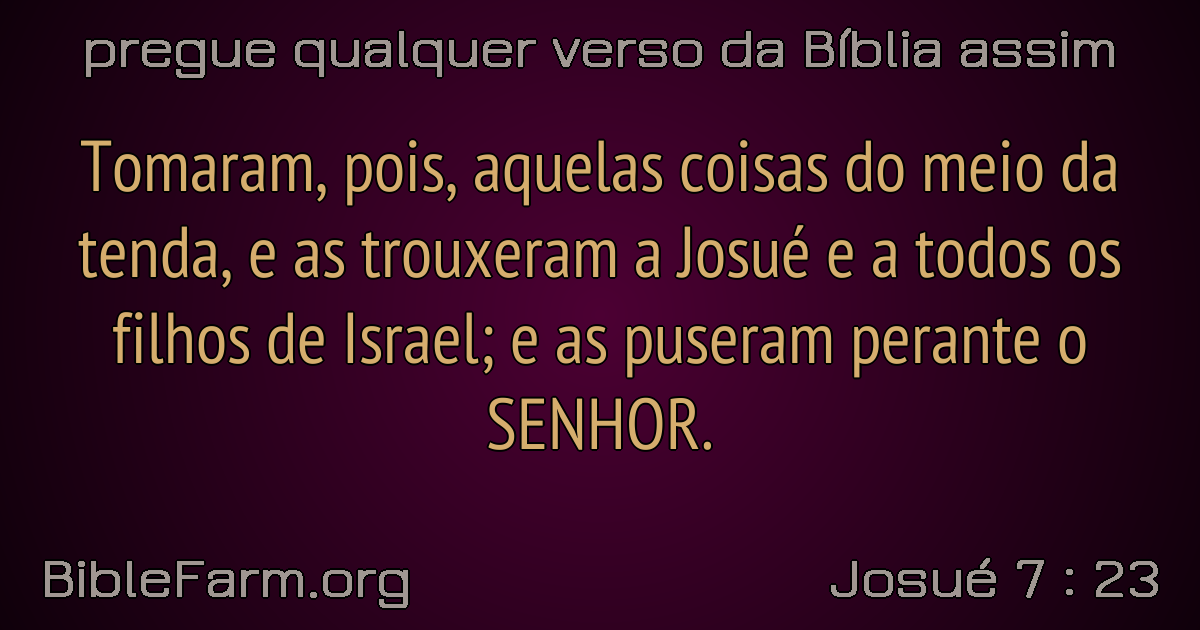 pregue qualquer verso da Bíblia assim
Tomaram, pois, aquelas coisas do meio da
tenda, e as trouxeram a Josué e a todos os
filhos de Israel; e as puseram perante o
SENHOR.
BibleFarm.org
Josué 7 : 23